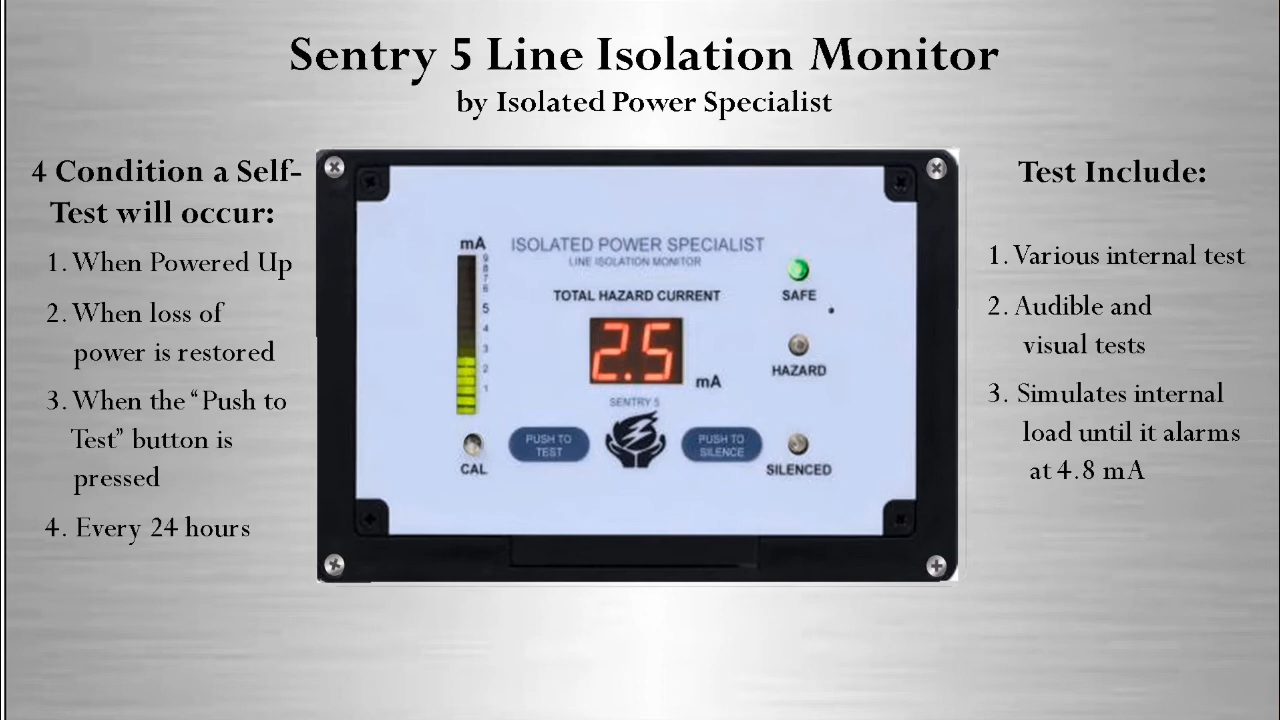 Sentry 5 Line Isolation Monitor
by Isolated Power Specialist
4 Condition a Self-
Test will occur:
1. When Powered Up
2. When loss of
power is restored
3. When the “Push to
Test” button is
pressed
4. Every 24 hours
mA
9
8
7
6
5
4
3
2
1
ISOLATED POWER SPECIALIST
LINE ISOLATION MONITOR
TOTAL HAZARD CURRENT
2.5
mA
SENTRY 5
SAFE
HAZARD
CAL
PUSH TO
TEST
PUSH TO
SILENCE
SILENCED
Test Include:
1. Various internal test
2. Audible and
visual tests
3. Simulates internal
load until it alarms
at 4.8 mA